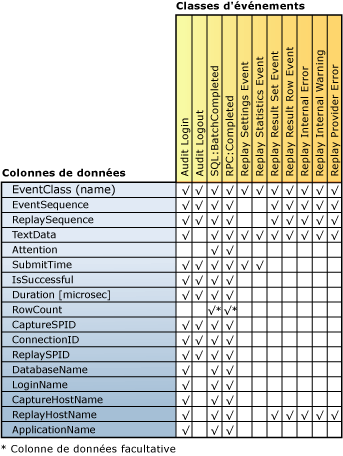 Classes d'événements
Colonnes de données
Audit Login
Audit Logout
SQL:BatchCompleted
RPC:Completed
Replay Settings Event
Replay Statistics Event
Replay Result Set Event
Replay Result Row Event
Replay Internal Error
Replay Internal Warning
Replay Provider Error
EventClass (name) √ √ √ √ √ √ √ √ √ √ √
EventSequence √ √ √ √ √ √ √ √ √
ReplaySequence √ √ √ √ √ √ √ √ √
TextData √ √ √ √ √ √ √ √ √ √
Attention √ √
SubmitTime √ √ √ √ √ √
IsSuccessful √ √ √ √
Duration [microsec] √ √ √ √
RowCount √* √*
CaptureSPID √ √ √ √
ConnectionID √ √ √ √
ReplaySPID √ √ √ √
DatabaseName √ √ √
LoginName √ √ √
CaptureHostName √ √ √
ReplayHostName √ √ √ √ √ √ √ √
ApplicationName √ √ √
* Colonne de données facultative